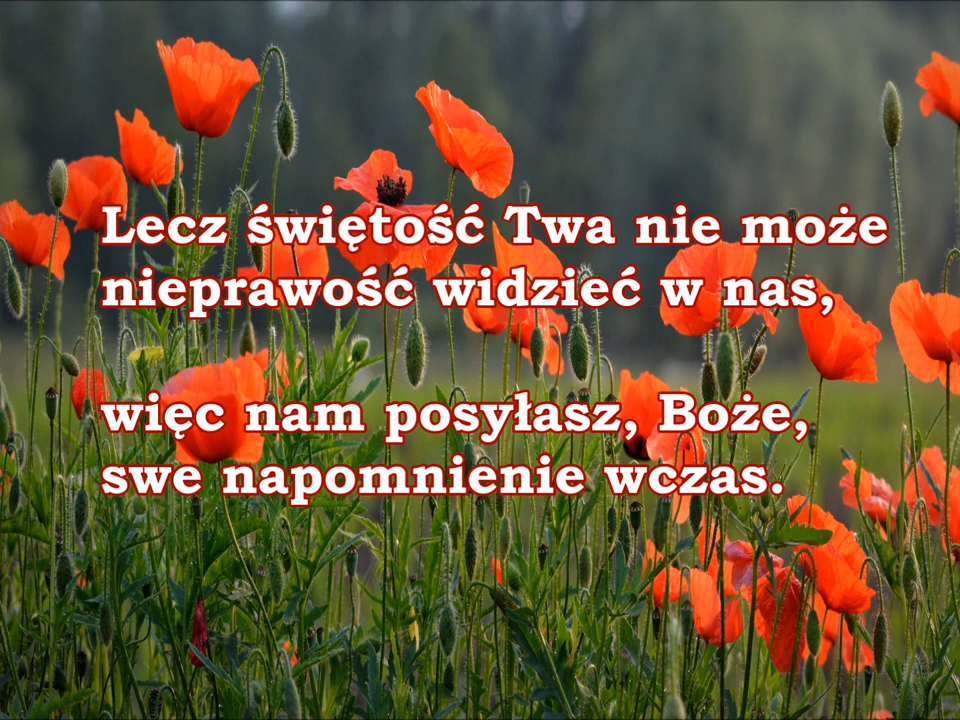 Lecz świętość Twa nie może
nieprawość widzieć w nas,
więc nam posyłasz, Boże,
swe napomnienie wczas.